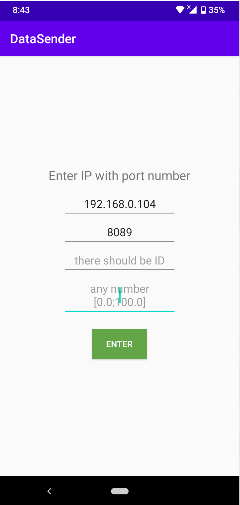 8:43
35%
DataSender
Enter IP with port number
192.168.0.104
8089
there should be ID
any number
[0.0;100.0]
ENTER